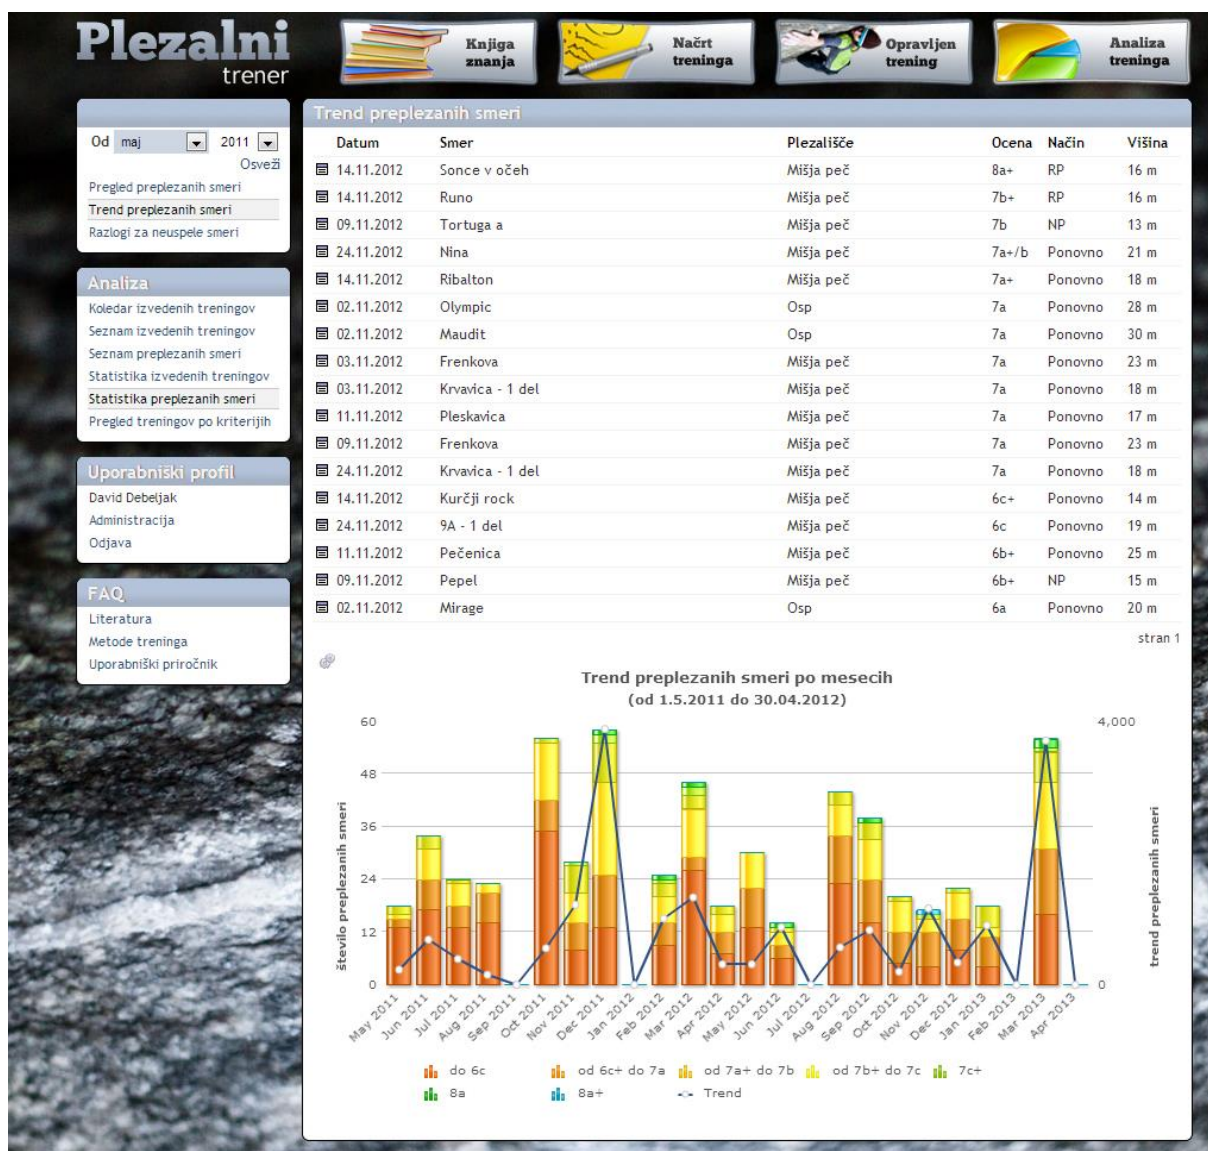 Plezalni
trener
Knjiga
znanja
Načrt
treninga
Opravljen
trening
Analiza
treninga
Od maj 2011
Osveži
Pregled preplezanih smeri
Trend preplezanih smeri
Razlogi za neuspele smeri
Analiza
Koledar izvedenih treningov
Seznam izvedenih treningov
Seznam preplezanih smeri
Statistika izvedenih treningov
Statistika preplezanih smeri
Pregled treningov po kriterijih
Uporabniški profil
David Debeljak
Administracija
Odjava
FAQ
Literatura
Metode treninga
Uporabniški priročnik
Trend preplezanih smeri
Datum Smer Plezališče Ocena Način Višina
14.11.2012 Sonce v očeh Mišja peč 8a+ RP 16 m
14.11.2012 Runo Mišja peč 7b+ RP 16 m
09.11.2012 Tortuga a Mišja peč 7b NP 13 m
24.11.2012 Nina Mišja peč 7a+/b Ponovno 21 m
14.11.2012 Ribalton Mišja peč 7a+ Ponovno 18 m
02.11.2012 Olympic Osp 7a Ponovno 28 m
02.11.2012 Maudit Osp 7a Ponovno 30 m
03.11.2012 Frenkova Mišja peč 7a Ponovno 23 m
03.11.2012 Krvavica - 1 del Mišja peč 7a Ponovno 18 m
11.11.2012 Pleskavica Mišja peč 7a Ponovno 17 m
09.11.2012 Frenkova Mišja peč 7a Ponovno 23 m
24.11.2012 Krvavica - 1 del Mišja peč 7a Ponovno 18 m
14.11.2012 Kurčji rock Mišja peč 6c+ Ponovno 14 m
24.11.2012 9A - 1 del Mišja peč 6c Ponovno 19 m
11.11.2012 Pečenica Mišja peč 6b+ Ponovno 25 m
09.11.2012 Pepel Mišja peč 6b+ NP 15 m
02.11.2012 Mirage Osp 6a Ponovno 20 m
stran 1
Trend preplezanih smeri po mesecih
(od 1.5.2011 do 30.04.2012)
število preplezanih smeri
60
48
36
24
12
0
4,000
0
trend preplezanih smeri
May 2011
Jun 2011
Jul 2011
Aug 2011
Sep 2011
Oct 2011
Nov 2011
Dec 2011
Jan 2012
Feb 2012
Mar 2012
Apr 2012
May 2012
Jun 2012
Jul 2012
Aug 2012
Sep 2012
Oct 2012
Nov 2012
Dec 2012
Jan 2013
Feb 2013
Mar 2013
Apr 2013
do 6c od 6c+ do 7a od 7a+ do 7b od 7b+ do 7c 7c+
8a 8a+ Trend